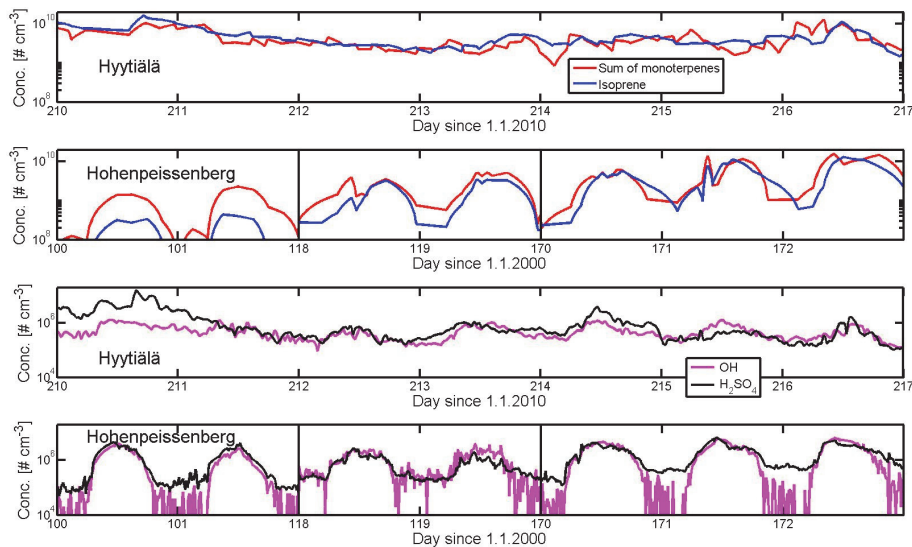 Conc. [# cm-3]
10^10
10^8
Hyytiälä
Sum of monoterpenes
Isoprene
210 211 212 213 214 215 216 217
Day since 1.1.2010
Conc. [# cm-3]
10^10
10^8
Hohenpeissenberg
100 101 118 119 170 171 172
Day since 1.1.2000
Conc. [# cm-3]
10^6
10^4
Hyytiälä
OH
H2SO4
210 211 212 213 214 215 216 217
Day since 1.1.2010
Conc. [# cm-3]
10^6
10^4
Hohenpeissenberg
100 101 118 119 170 171 172
Day since 1.1.2000